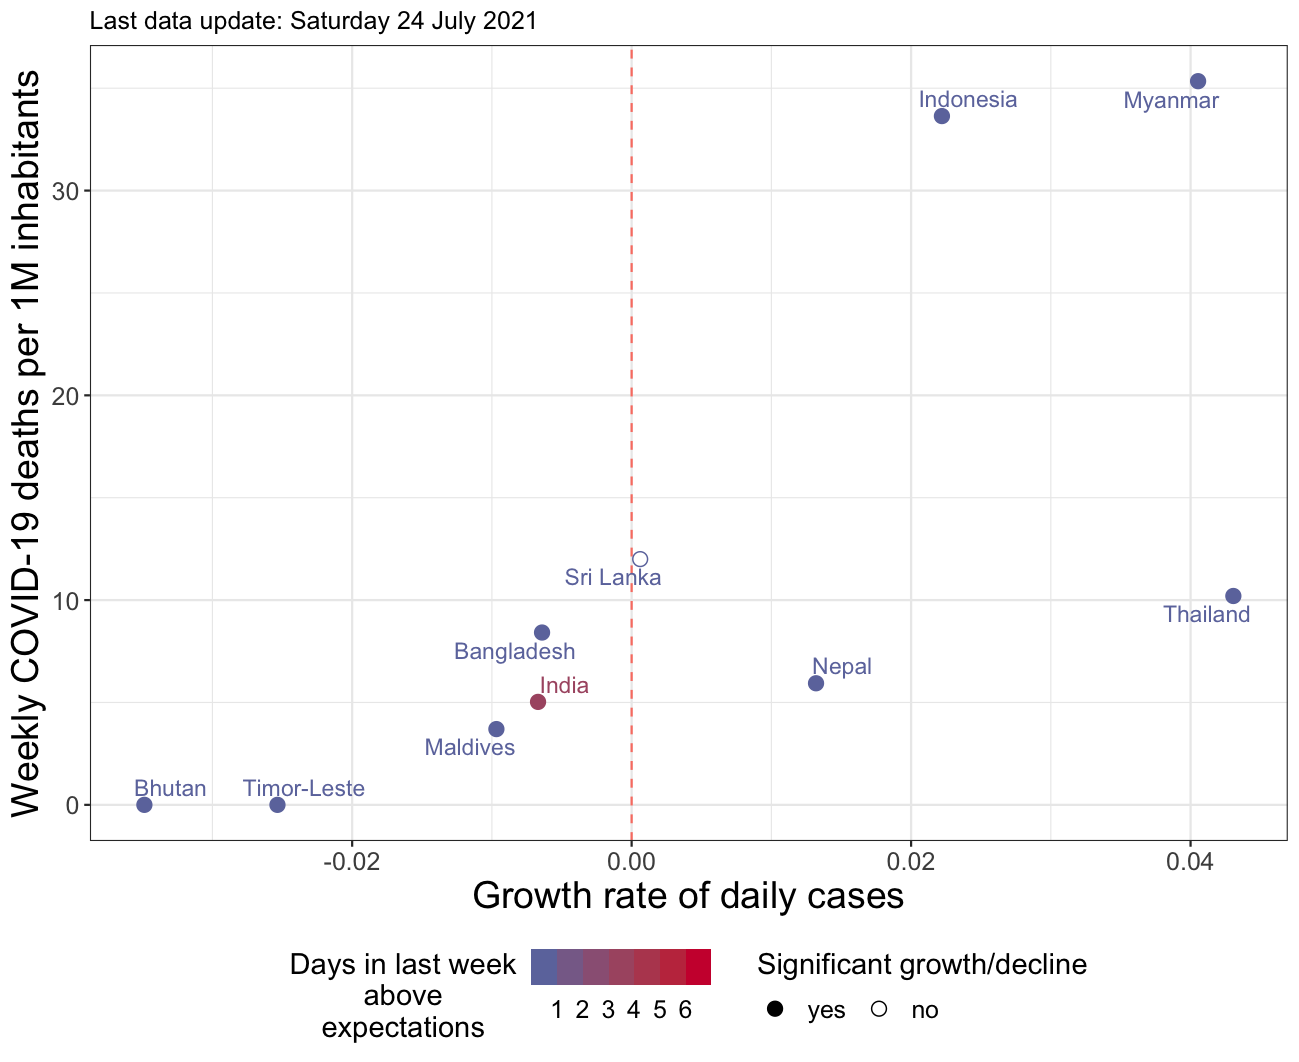 Last data update: Saturday 24 July 2021
Weekly COVID-19 deaths per 1M inhabitants
30
20
10
0
Indonesia
Myanmar
Sri Lanka
Thailand
Bangladesh
Nepal
India
Maldives
Bhutan
Timor-Leste
-0.02
0.00
0.02
0.04
Growth rate of daily cases
Days in last week
above
expectations
1 2 3 4 5 6
Significant growth/decline
yes
no